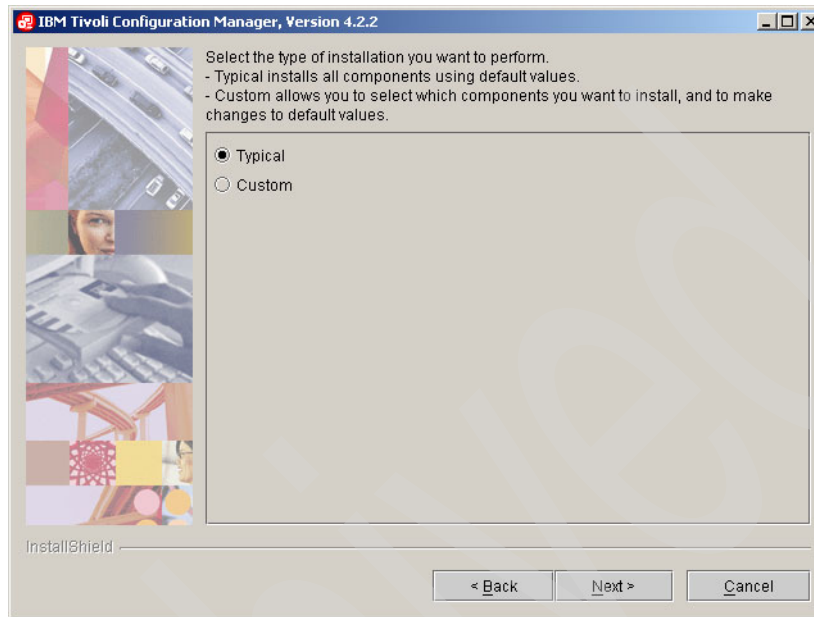 IBM Tivoli Configuration Manager, Version 4.2.2
Select the type of installation you want to perform.
- Typical installs all components using default values.
- Custom allows you to select which components you want to install, and to make
changes to default values.
Typical
Custom
InstallShield
< Back
Next >
Cancel